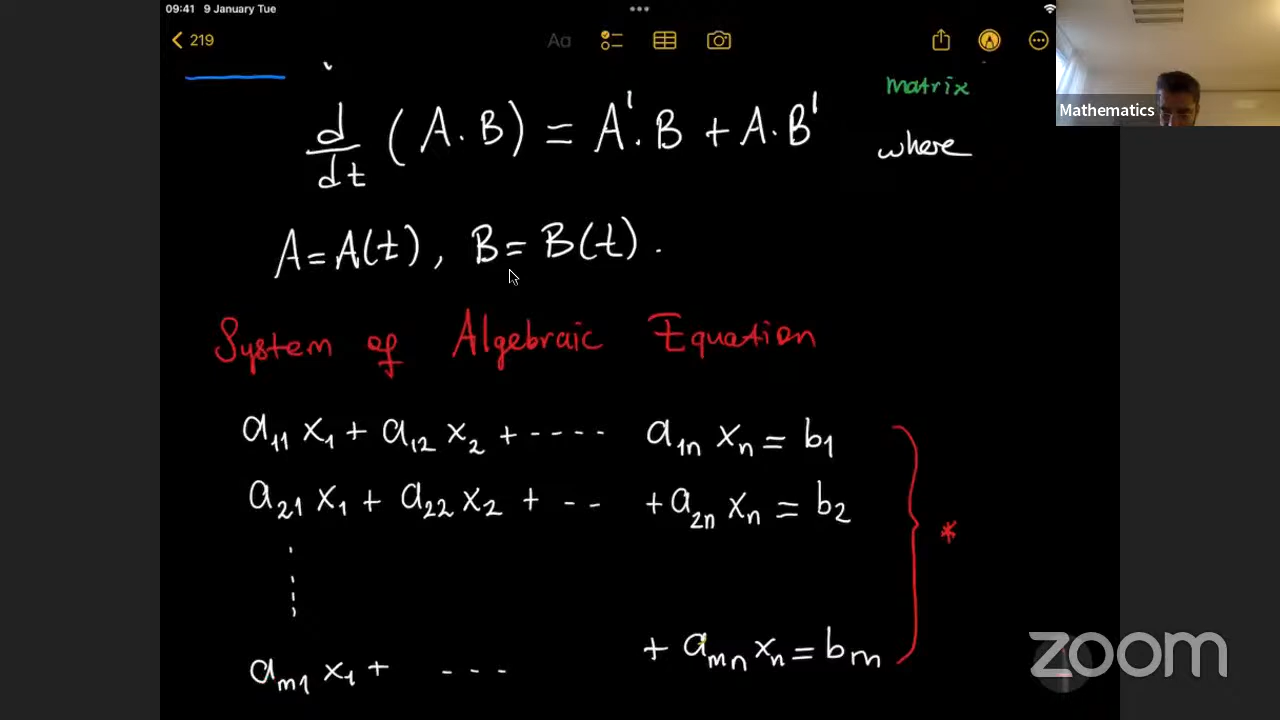 09:41 9 January Tue
219
Aa
matrix
Mathematics
d/dt (A.B) = A'.B + A.B' where
A = A(t), B = B(t).
System of Algebraic Equation
a₁₁ x₁ + a₁₂ x₂ + ---- a₁ₙ xₙ = b₁
a₂₁ x₁ + a₂₂ x₂ + -- + a₂ₙ xₙ = b₂
*
aₘ₁ x₁ + --- + aₘₙ xₙ = bₘ
zoom